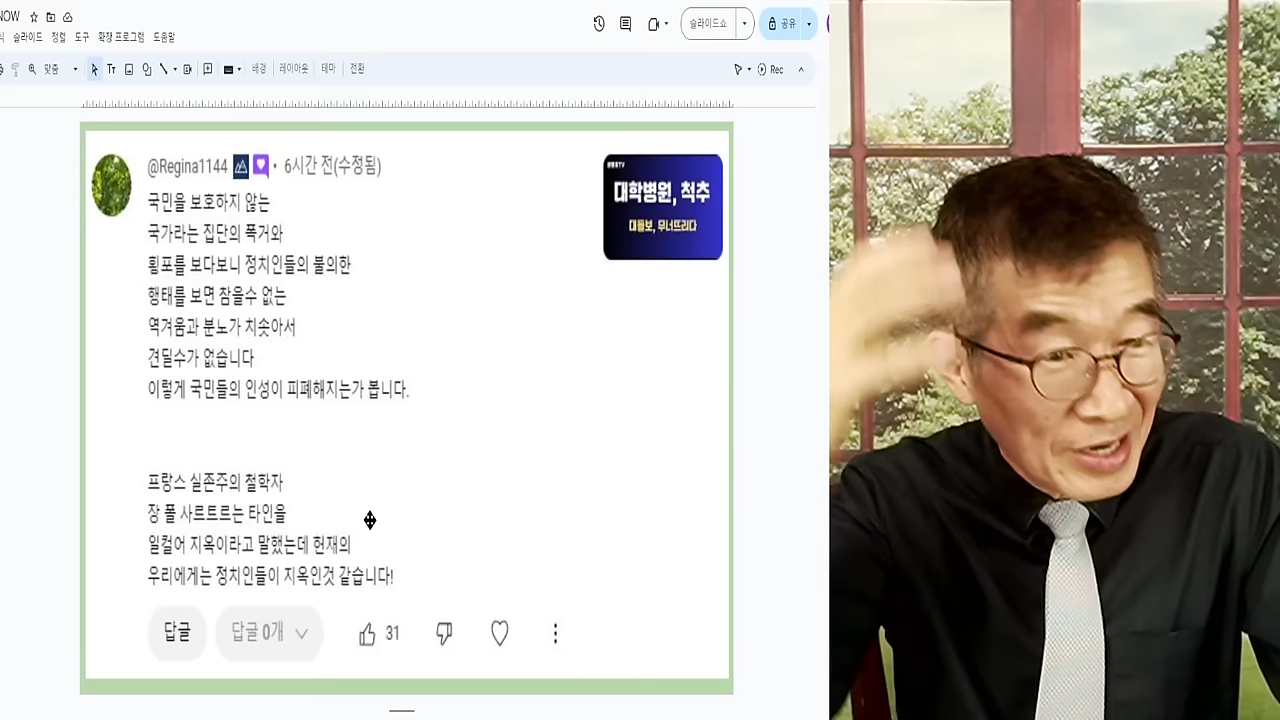 NOW
슬라이드 정렬 도구 확장 프로그램 도움말
슬라이드쇼
공유
맞춤
Tr
배경 레이아웃 테마 전환
Rec
@Regina1144 · 6시간 전(수정됨)
국민을 보호하지 않는
국가라는 집단의 폭거와
횡포를 보다보니 정치인들의 불의한
행태를 보면 참을수 없는
역겨움과 분노가 치솟아서
견딜수가 없습니다
이렇게 국민들의 인성이 피폐해지는가 봅니다.
프랑스 실존주의 철학자
장 폴 사르트르는 타인을
일컬어 지옥이라고 말했는데 현재의
우리에게는 정치인들이 지옥인것 같습니다!
답글
답글 0개
31
대학병원, 척추
대들보, 무너뜨리다